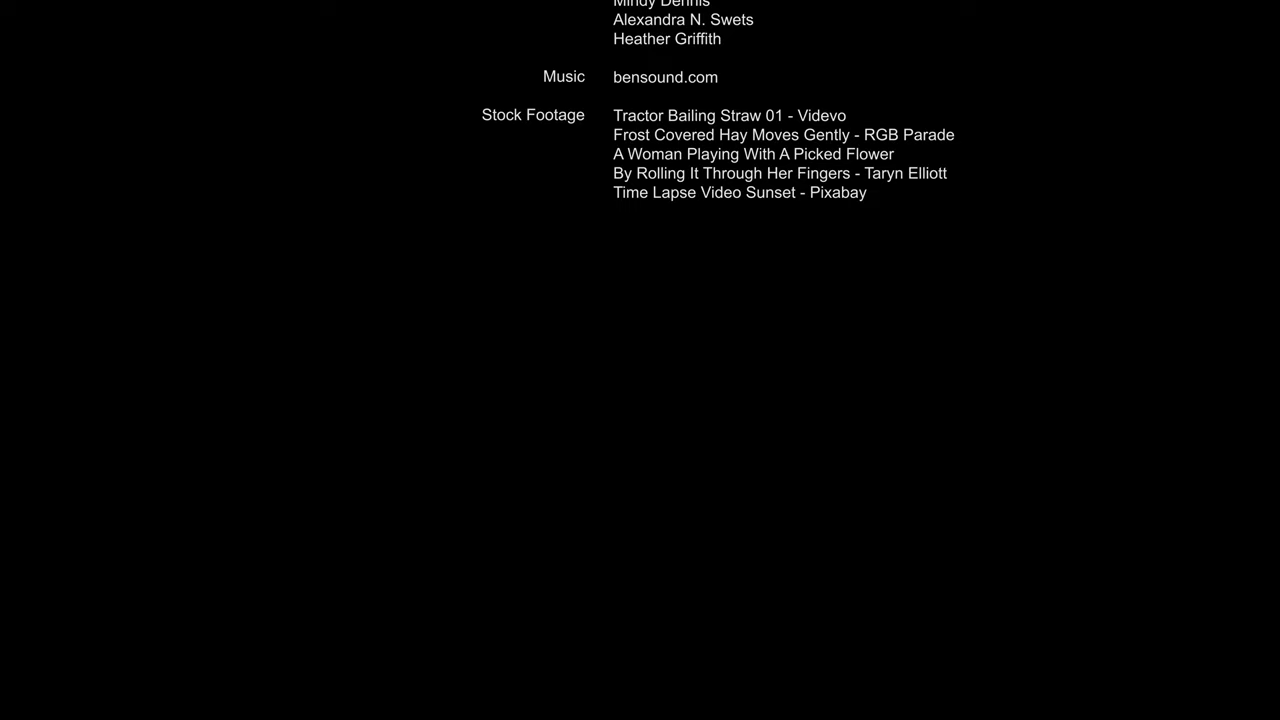 Mindy Dennis
Alexandra N. Swets
Heather Griffith
Music bensound.com
Stock Footage Tractor Bailing Straw 01 - Videvo
Frost Covered Hay Moves Gently - RGB Parade
A Woman Playing With A Picked Flower
By Rolling It Through Her Fingers - Taryn Elliott
Time Lapse Video Sunset - Pixabay